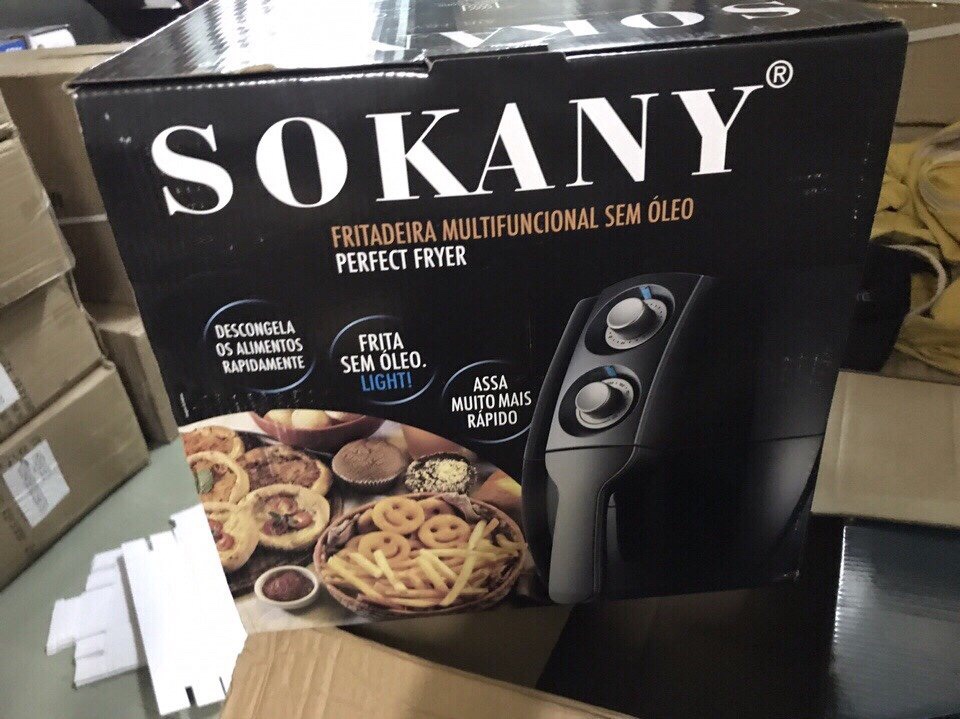 SOKANY
SOKANY®
FRITADEIRA MULTIFUNCIONAL SEM ÓLEO
PERFECT FRYER
DESCONGELA
OS ALIMENTOS
RAPIDAMENTE
FRITA
SEM ÓLEO.
LIGHT!
ASSA
MUITO MAIS
RÁPIDO